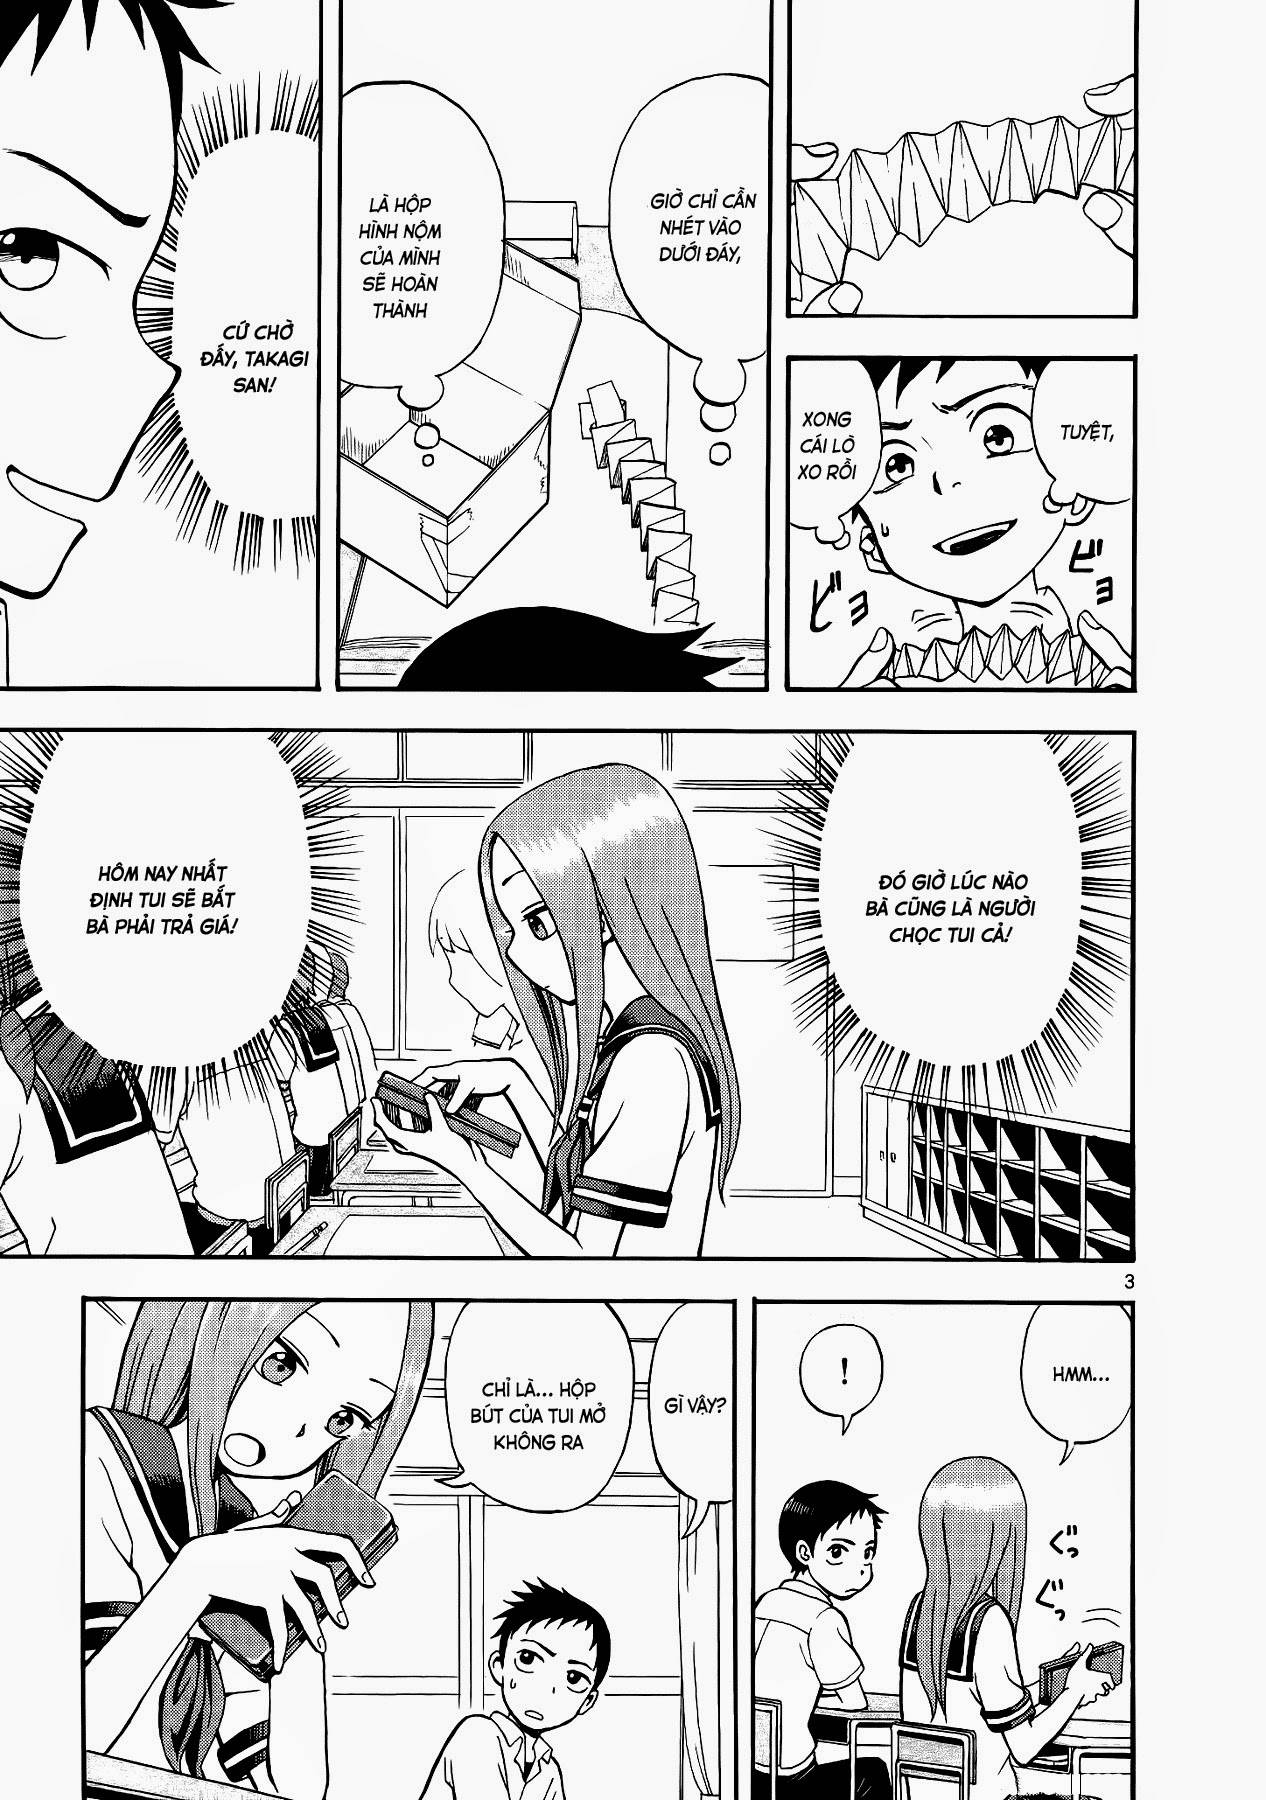 TUYỆT,
XONG
CÁI LÒ
XO RỒI
ビョ
ビョ
GIỜ CHỈ CẦN
NHÉT VÀO
DƯỚI ĐÁY,
LÀ HỘP
HÌNH NỘM
CỦA MÌNH
SẼ HOÀN
THÀNH
CỨ CHỜ
ĐẤY, TAKAGI
SAN!
ĐÓ GIỜ LÚC NÀO
BÀ CŨNG LÀ NGƯỜI
CHỌC TUI CẢ!
HÔM NAY NHẤT
ĐỊNH TUI SẼ BẮT
BÀ PHẢI TRẢ GIÁ!
3
HMM...
!
ぐっ
ぐっ
GÌ VẬY?
CHỈ LÀ... HỘP
BÚT CỦA TUI MỞ
KHÔNG RA